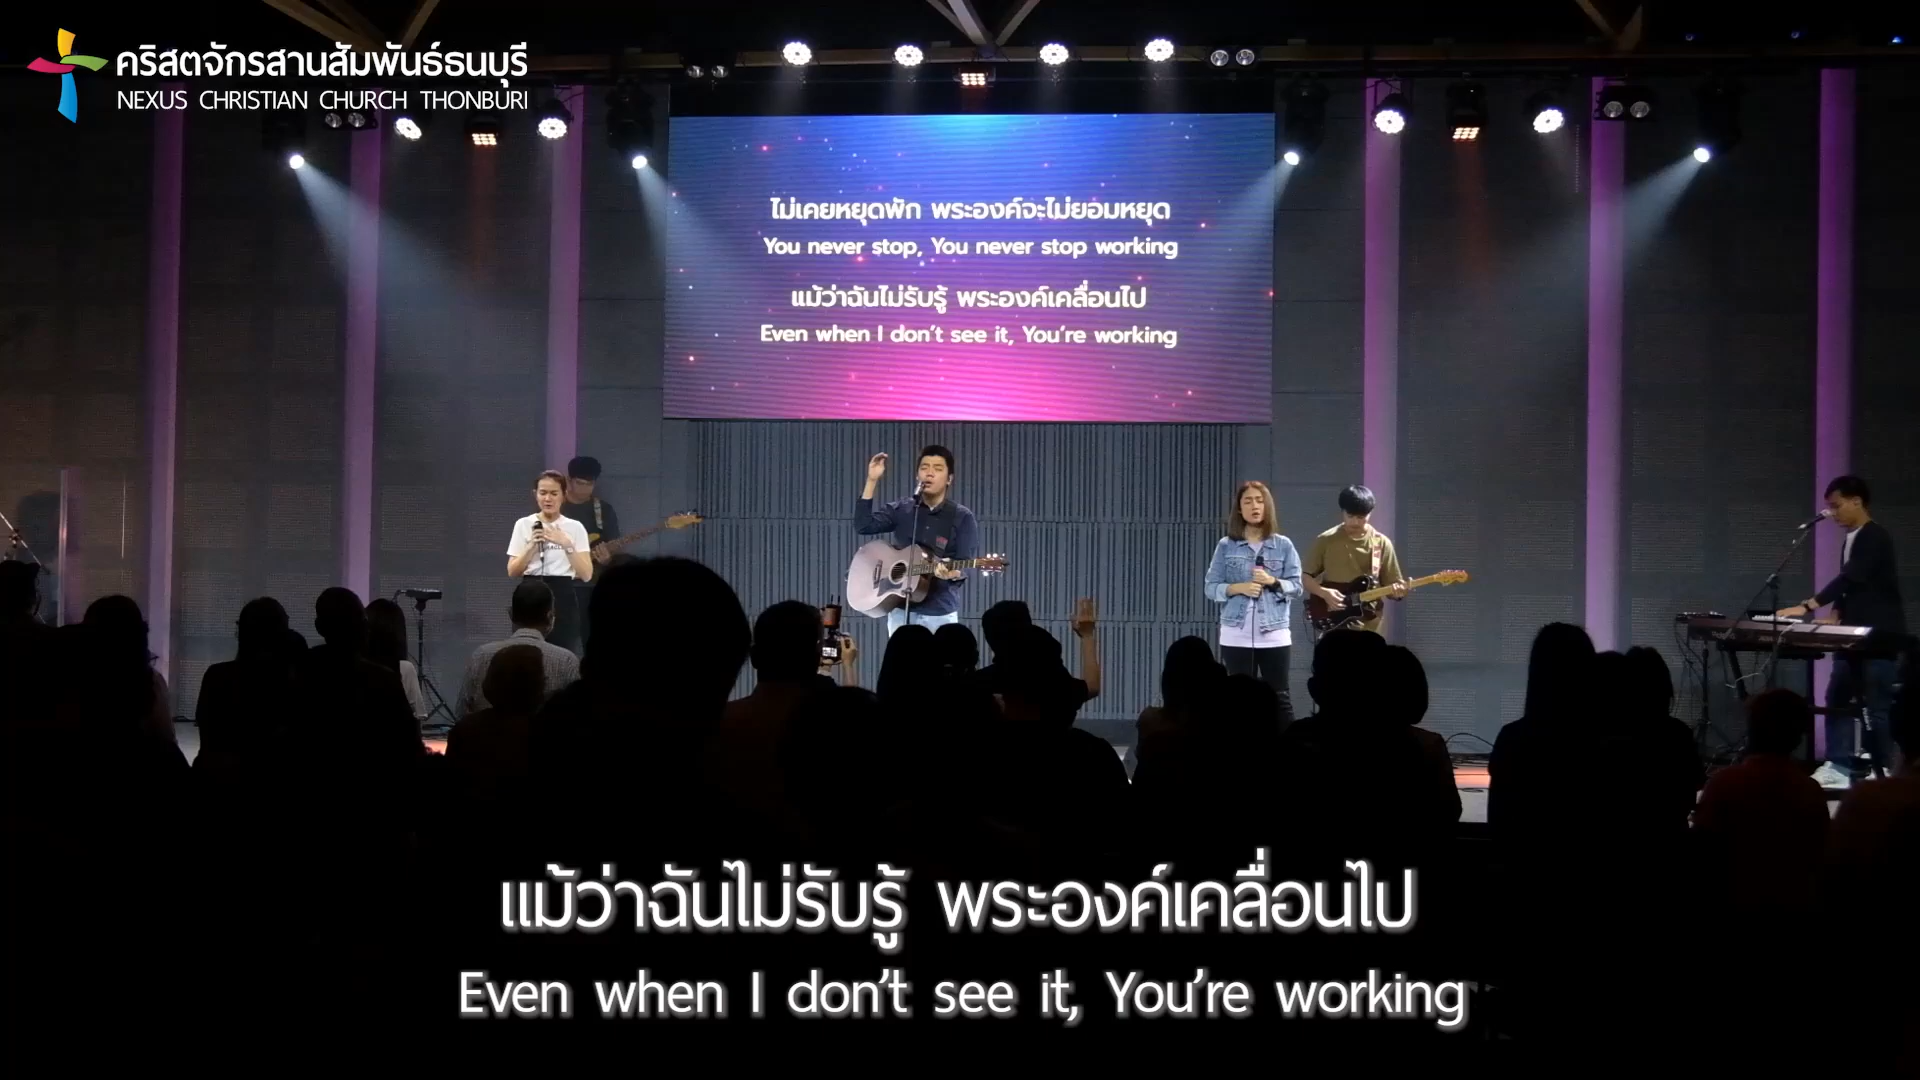 คริสตจักรสานสัมพันธ์ธนบุรี
NEXUS CHRISTIAN CHURCH THONBURI
ไม่เคยหยุดพัก พระองค์จะไม่ยอมหยุด
You never stop, You never stop working
แม้ว่าฉันไม่รับรู้ พระองค์เคลื่อนไป
Even when I don't see it, You're working
แม้ว่าฉันไม่รับรู้ พระองค์เคลื่อนไป
Even when I don't see it, You're working